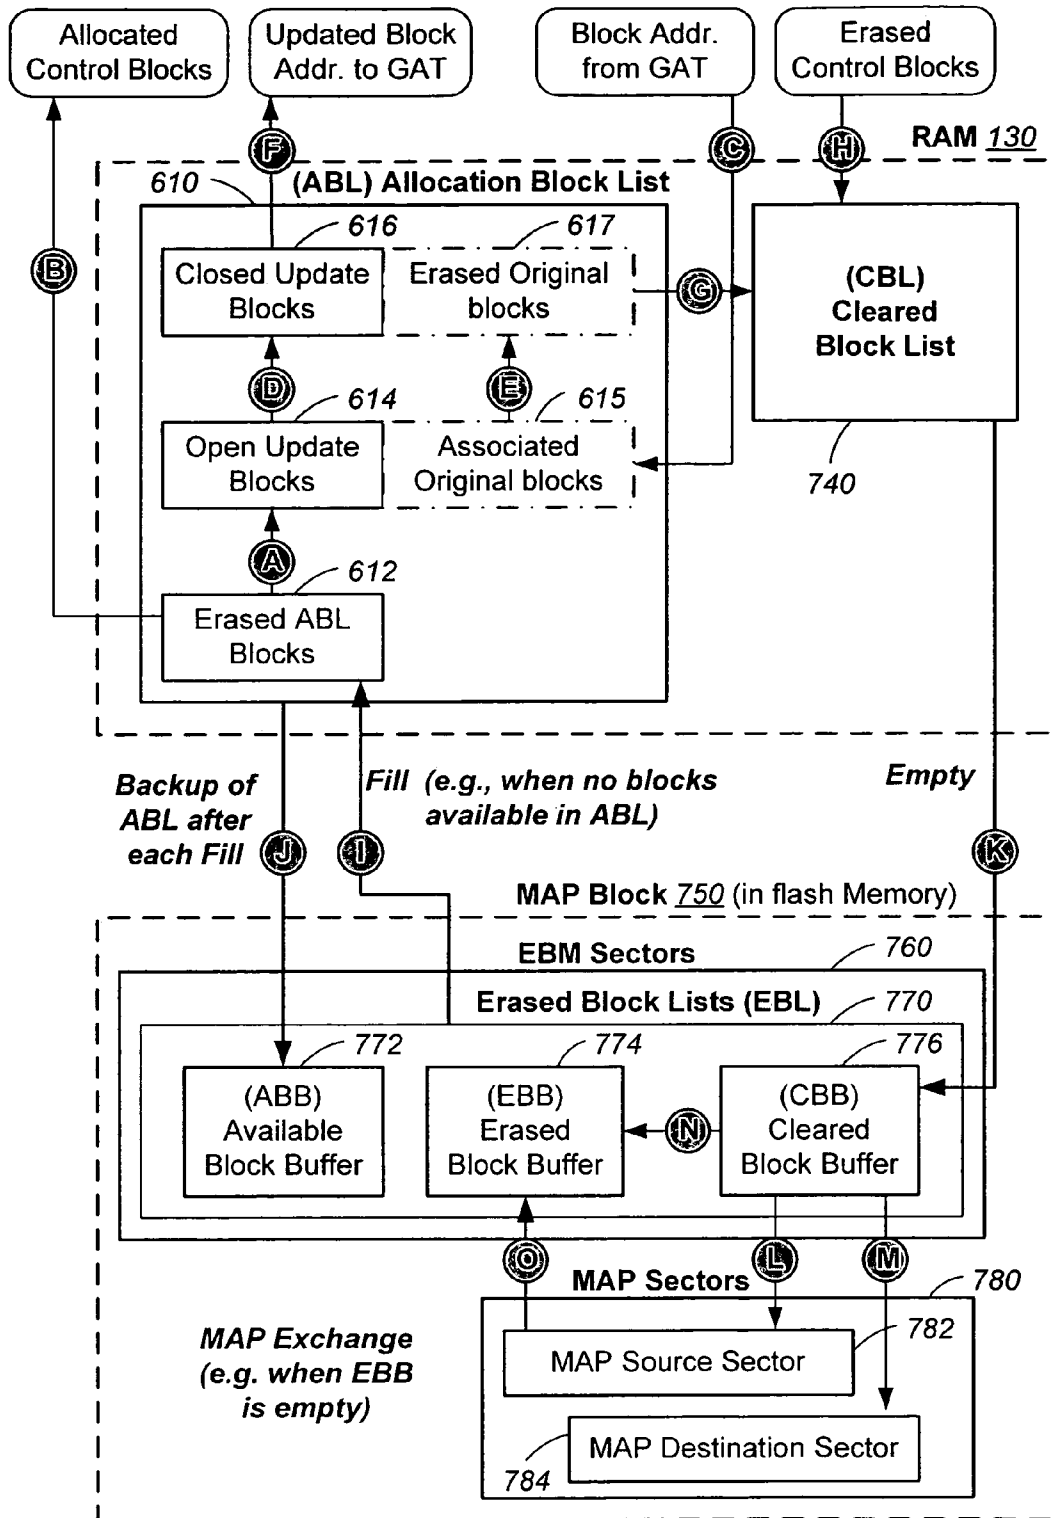 Allocated
Control Blocks
Updated Block
Addr. to GAT
Block Addr.
from GAT
Erased
Control Blocks
F
C
H
RAM 130
610
(ABL) Allocation Block List
616
617
B
Closed Update
Blocks
Erased Original
blocks
G
(CBL)
Cleared
Block List
D
E
614
615
Open Update
Blocks
Associated
Original blocks
740
A
612
Erased ABL
Blocks
Backup of
ABL after
each Fill
Fill (e.g., when no blocks
available in ABL)
Empty
J
I
K
MAP Block 750 (in flash Memory)
EBM Sectors
760
Erased Block Lists (EBL)
770
772
774
776
(ABB)
Available
Block Buffer
(EBB)
Erased
Block Buffer
N
(CBB)
Cleared
Block Buffer
O
L
M
MAP Sectors
780
MAP Exchange
(e.g. when EBB
is empty)
782
MAP Source Sector
MAP Destination Sector
784